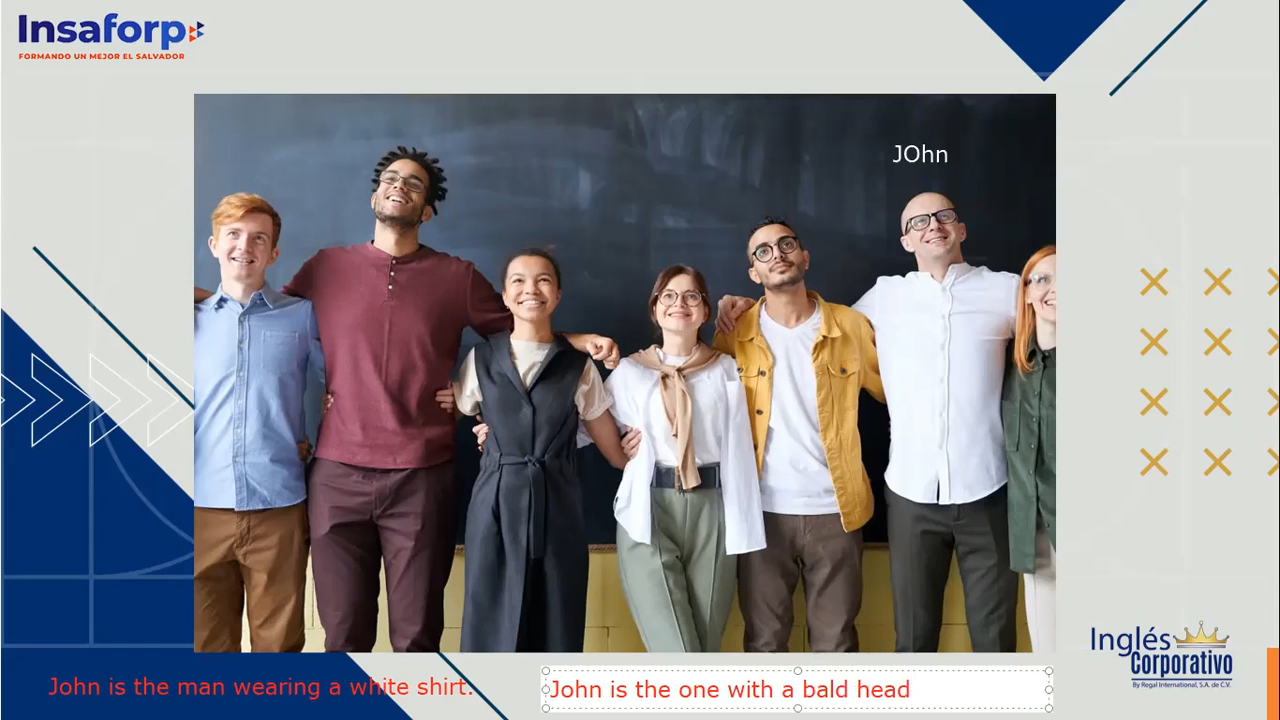 Insaforp
FORMANDO UN MEJOR EL SALVADOR
JOhn
Inglés
Corporativo
By Regal International, S.A. de C.V.
John is the man wearing a white shirt.
John is the one with a bald head